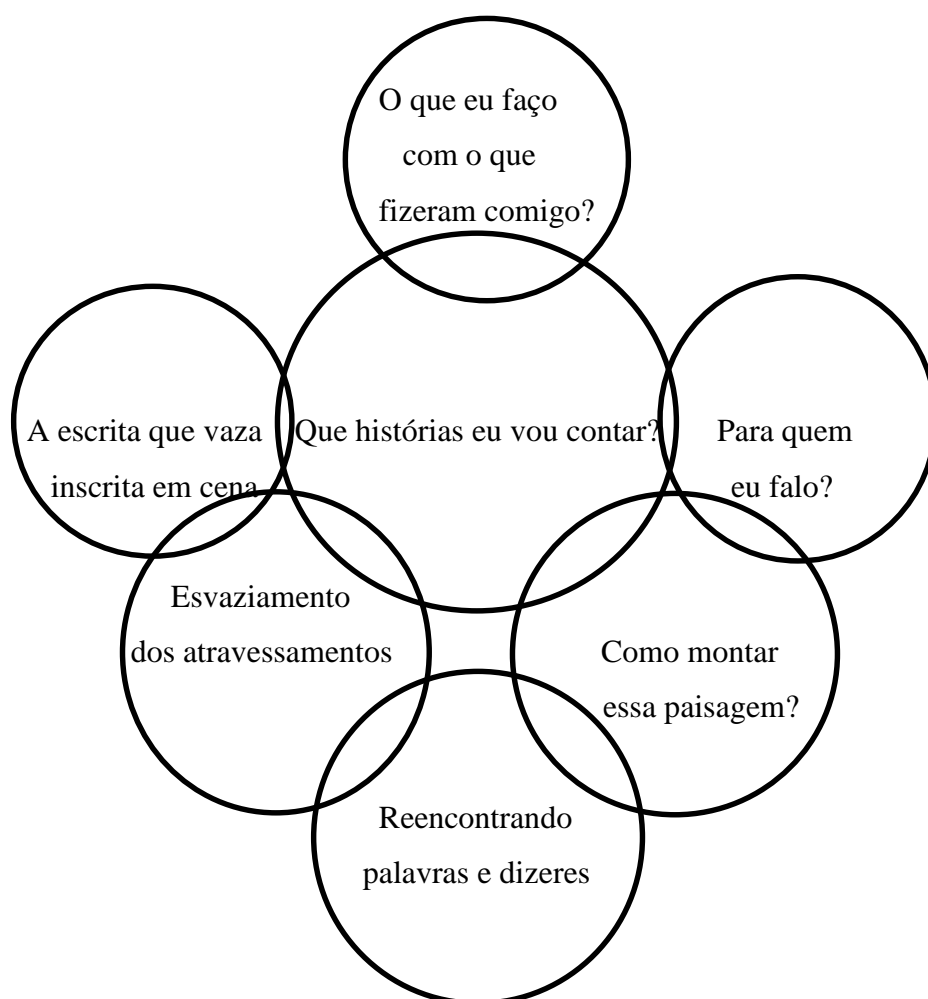 O que eu faço
com o que
fizeram comigo?
A escrita que vaza
inscrita em cena
Que histórias eu vou contar?
Para quem
eu falo?
Esvaziamento
dos atravessamentos
Como montar
essa paisagem?
Reencontrando
palavras e dizeres